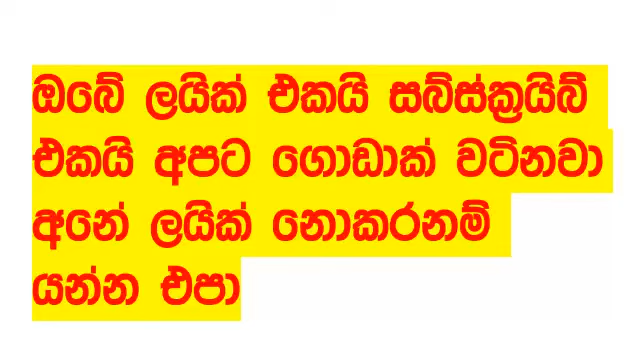 ඔබේ ලයික් එකයි සබ්ස්ක්‍රයිබ්
එකයි අපට ගොඩාක් වටිනවා
අනේ ලයික් නොකරනම්
යන්න එපා